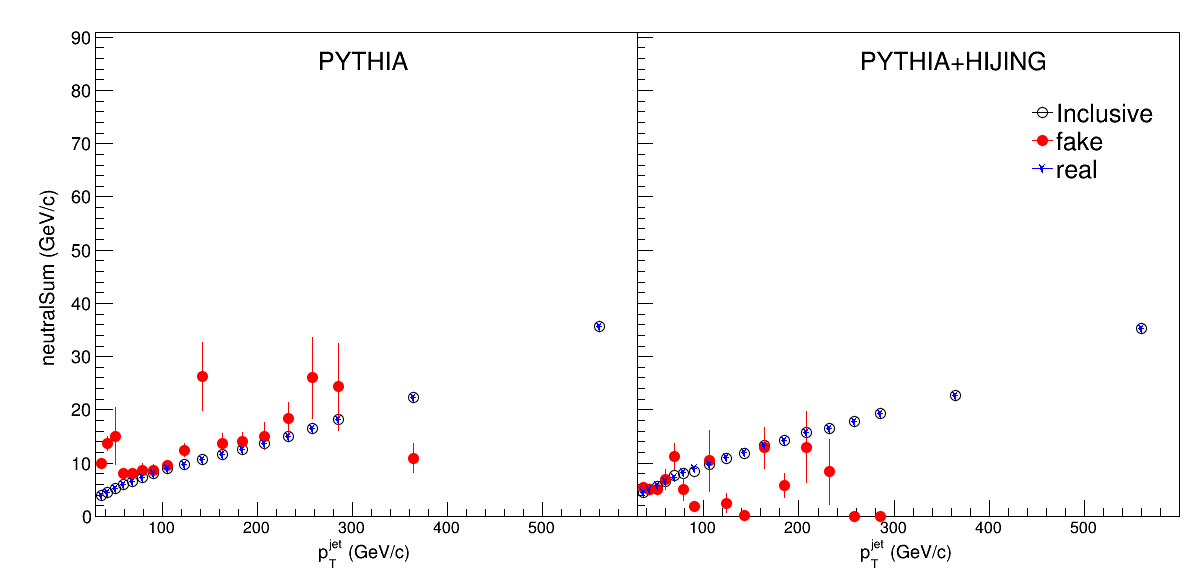 PYTHIA
PYTHIA+HIJING
Inclusive
fake
real
neutralSum (GeV/c)
90
80
70
60
50
40
30
20
10
0
100 200 300 400 500
100 200 300 400 500
p_T^jet (GeV/c)
p_T^jet (GeV/c)